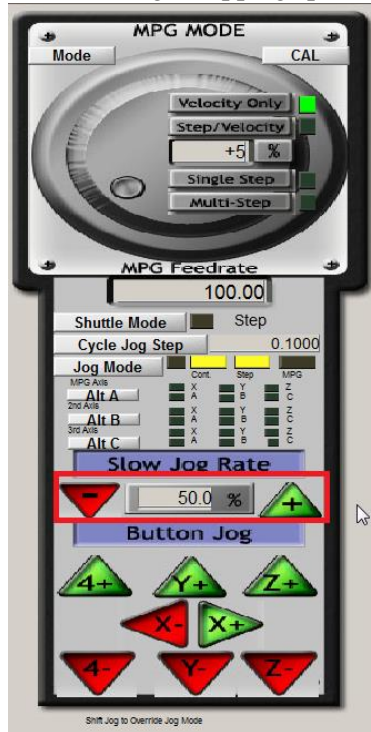 MPG MODE
Mode CAL
Velocity Only
Step/Velocity
+5 %
Single Step
Multi-Step
MPG Feedrate
100.00
Shuttle Mode Step
Cycle Jog Step 0.1000
Jog Mode Cont. Step MPG
MPG Axis
Alt A X Y Z
A B C
2nd Axis
Alt B X Y Z
A B C
3rd Axis
Alt C X Y Z
A B C
Slow Jog Rate
- 50.0 % +
Button Jog
4+ Y+ Z+
X- X+
4- Y- Z-
Shift Jog to Override Jog Mode